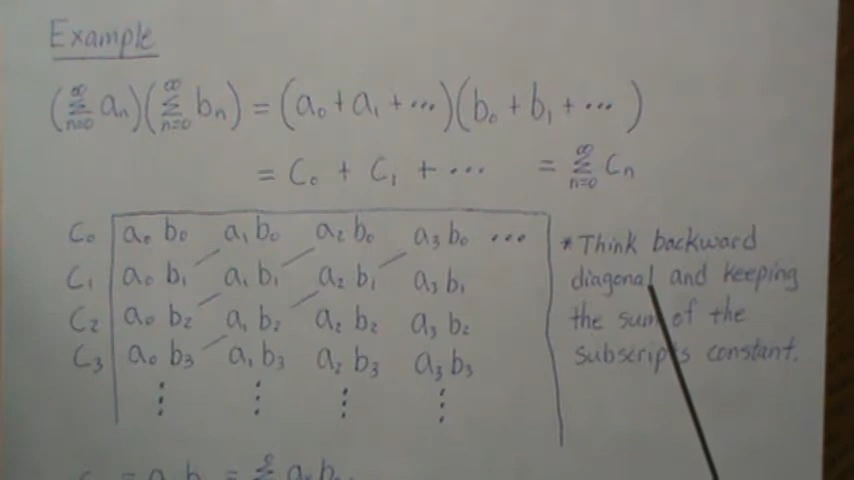 Example
(∑_{n=0}^{∞} a_n)(∑_{n=0}^{∞} b_n) = (a_0 + a_1 + ⋯)(b_0 + b_1 + ⋯)
= C_0 + C_1 + ⋯ = ∑_{n=0}^{∞} C_n
C_0 a_0 b_0 a_1 b_0 a_2 b_0 a_3 b_0 ⋯
C_1 a_0 b_1 a_1 b_1 a_2 b_1 a_3 b_1
C_2 a_0 b_2 a_1 b_2 a_2 b_2 a_3 b_2
C_3 a_0 b_3 a_1 b_3 a_2 b_3 a_3 b_3
⋮ ⋮ ⋮ ⋮
* Think backward
diagonal and keeping
the sum of the
subscripts constant.